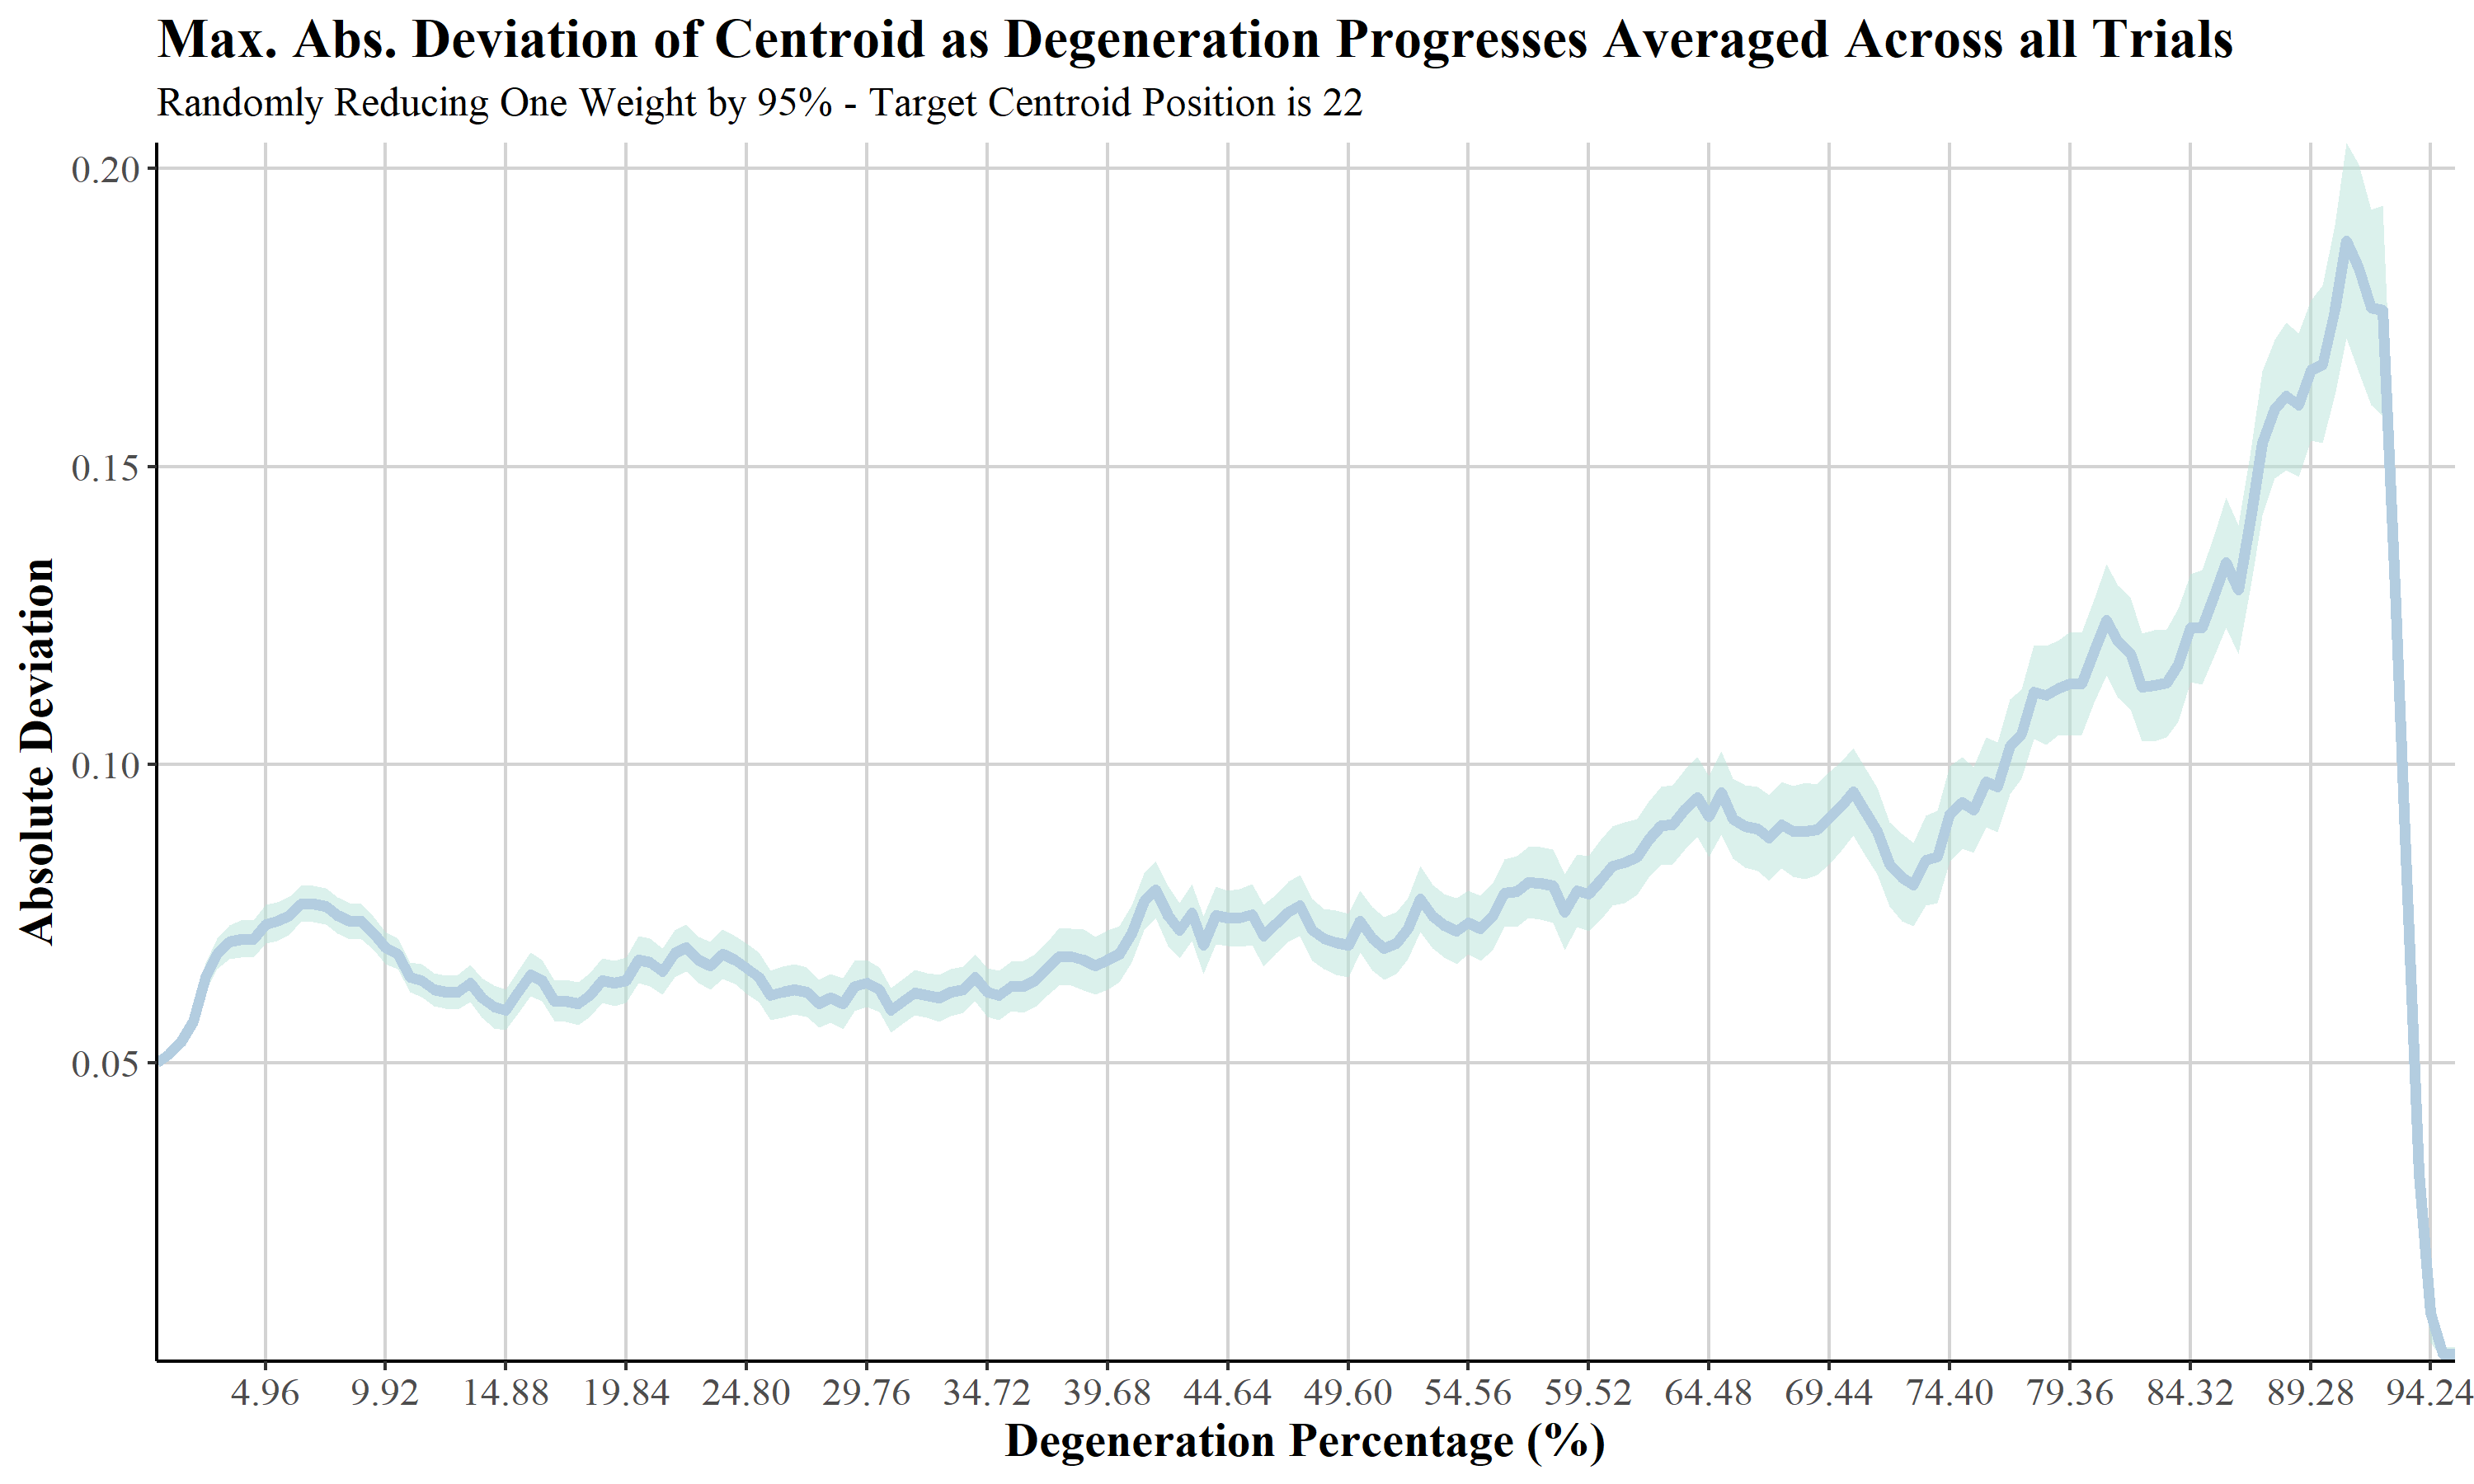 Max. Abs. Deviation of Centroid as Degeneration Progresses Averaged Across all Trials
Randomly Reducing One Weight by 95% - Target Centroid Position is 22
0.20
0.15
0.10
0.05
Absolute Deviation
4.96 9.92 14.88 19.84 24.80 29.76 34.72 39.68 44.64 49.60 54.56 59.52 64.48 69.44 74.40 79.36 84.32 89.28 94.24
Degeneration Percentage (%)